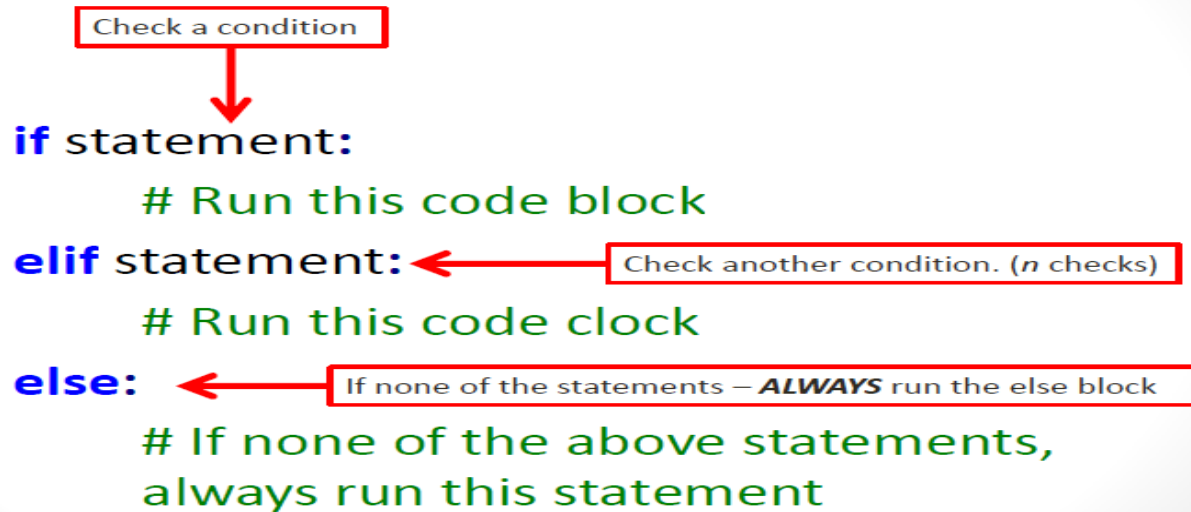 Check a condition
if statement:
# Run this code block
elif statement:
Check another condition. (n checks)
# Run this code clock
else:
If none of the statements – ALWAYS run the else block
# If none of the above statements,
always run this statement